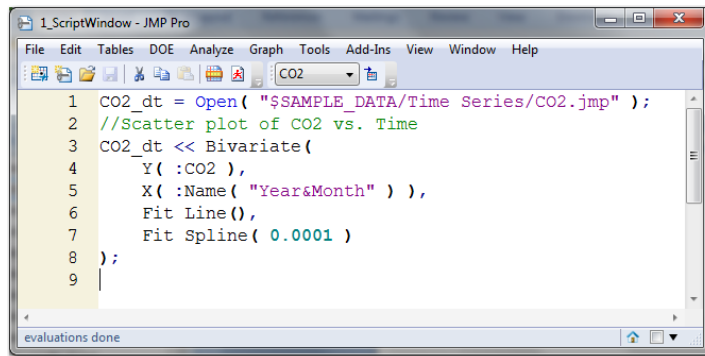 1_ScriptWindow - JMP Pro
File Edit Tables DOE Analyze Graph Tools Add-Ins View Window Help
CO2
1 CO2_dt = Open( "$SAMPLE_DATA/Time Series/CO2.jmp" );
2 //Scatter plot of CO2 vs. Time
3 CO2_dt << Bivariate(
4 Y( :CO2 ),
5 X( :Name( "Year&Month" ) ),
6 Fit Line(),
7 Fit Spline( 0.0001 )
8 );
9
evaluations done